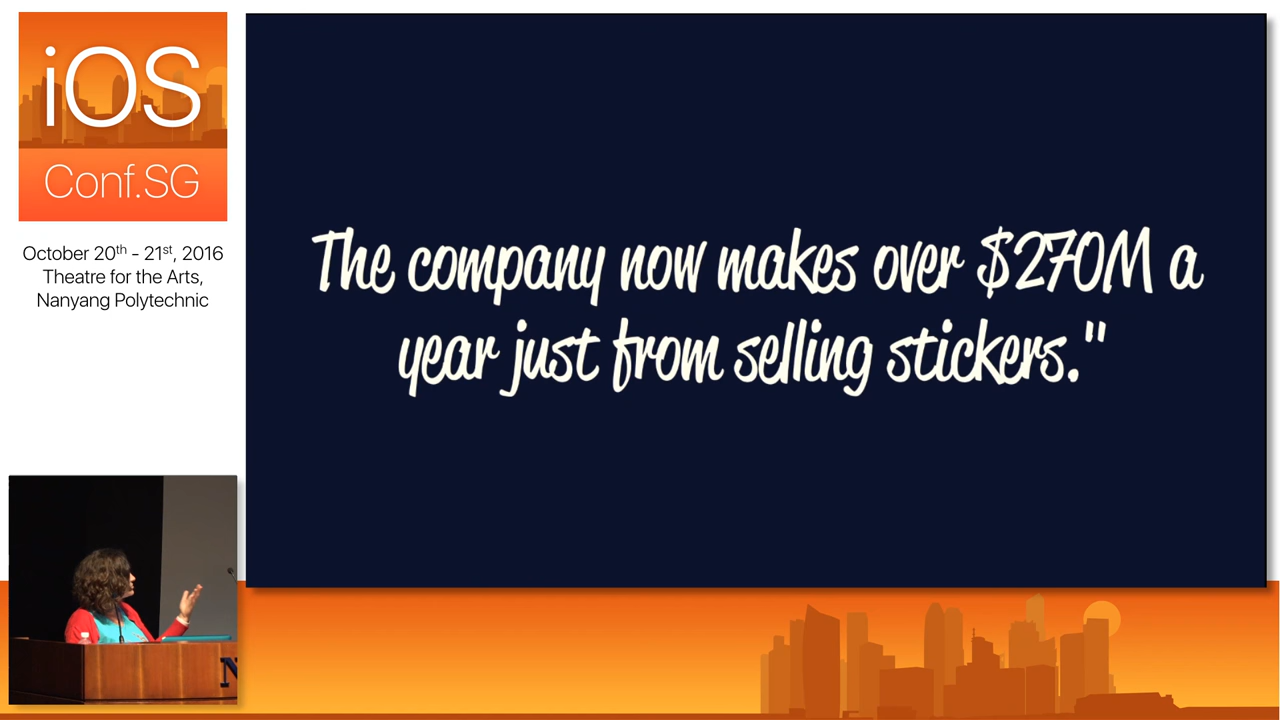 iOS
Conf.SG
October 20th - 21st, 2016
Theatre for the Arts,
Nanyang Polytechnic
The company now makes over $270M a
year just from selling stickers."
N